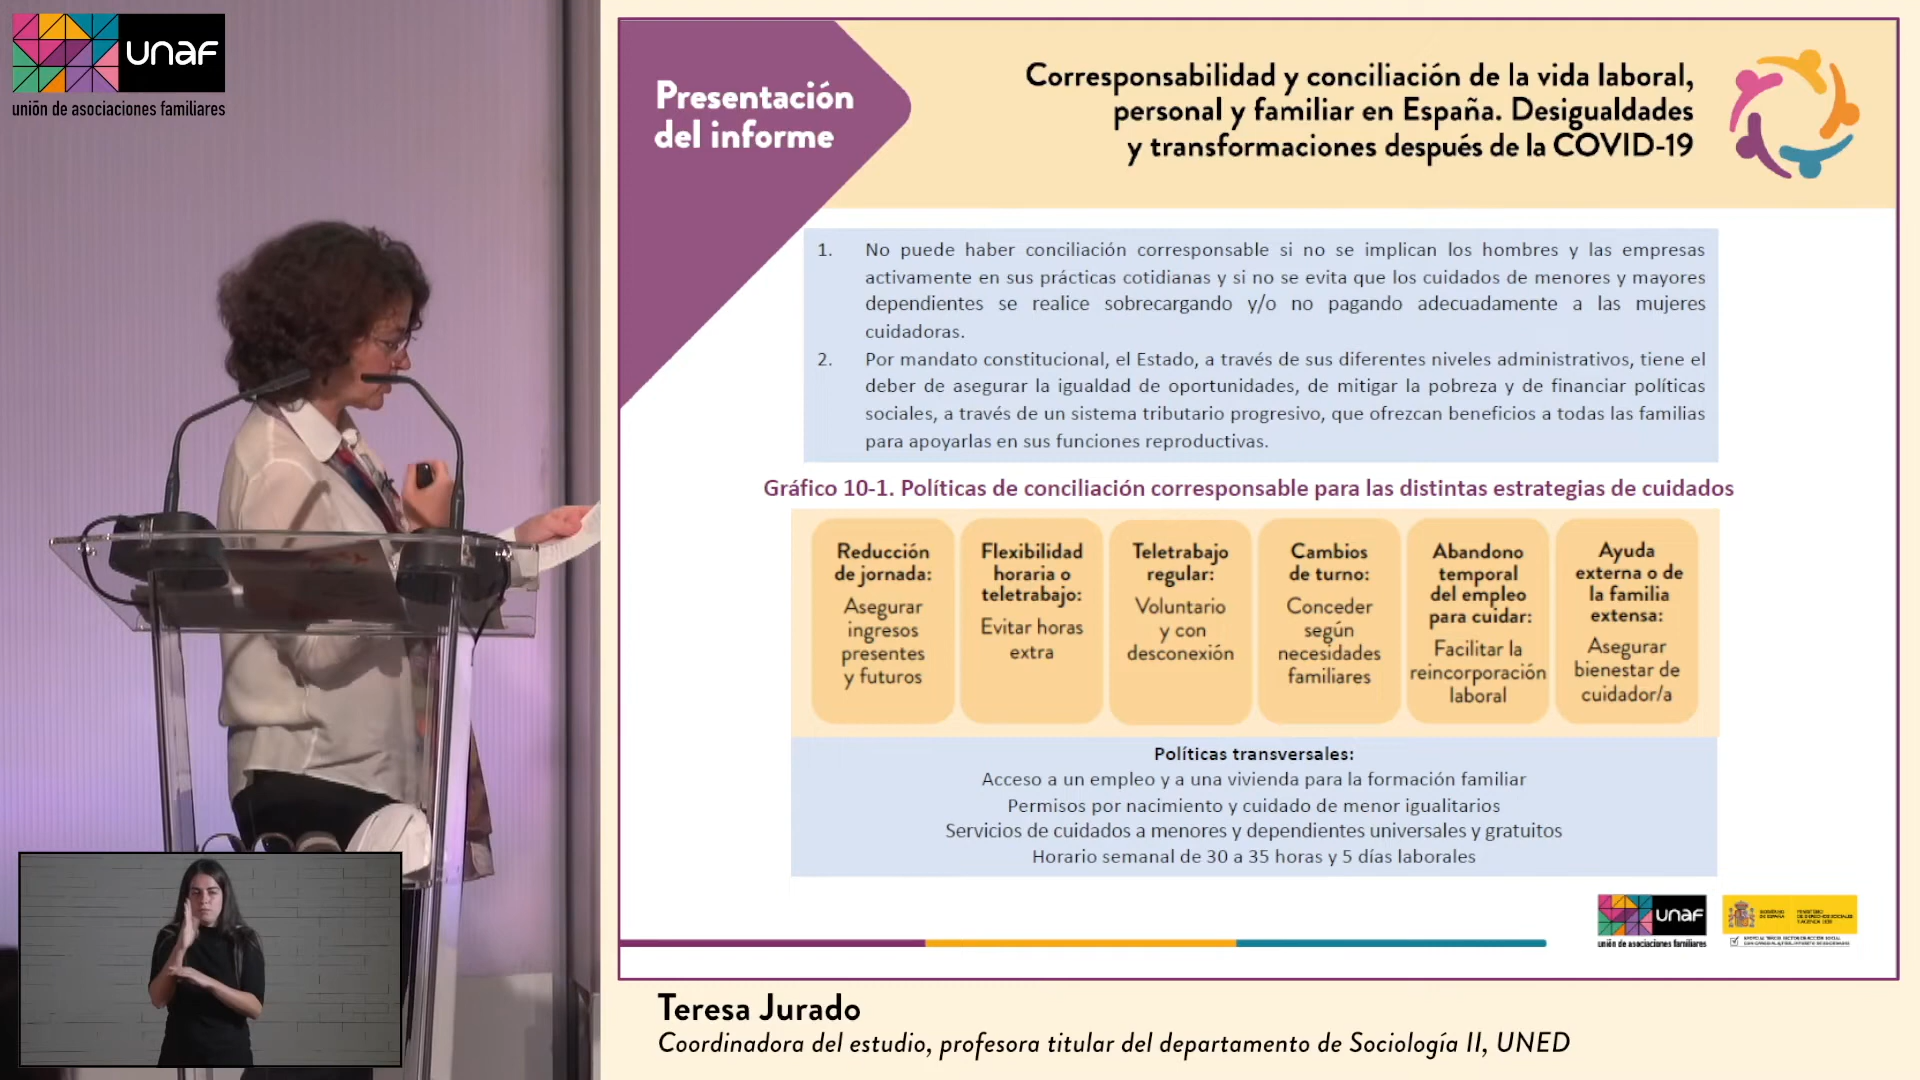 unaf
unión de asociaciones familiares
Presentación
del informe
Corresponsabilidad y conciliación de la vida laboral,
personal y familiar en España. Desigualdades
y transformaciones después de la COVID-19
1. No puede haber conciliación corresponsable si no se implican los hombres y las empresas
activamente en sus prácticas cotidianas y si no se evita que los cuidados de menores y mayores
dependientes se realice sobrecargando y/o no pagando adecuadamente a las mujeres
cuidadoras.
2. Por mandato constitucional, el Estado, a través de sus diferentes niveles administrativos, tiene el
deber de asegurar la igualdad de oportunidades, de mitigar la pobreza y de financiar políticas
sociales, a través de un sistema tributario progresivo, que ofrezcan beneficios a todas las familias
para apoyarlas en sus funciones reproductivas.
Gráfico 10-1. Políticas de conciliación corresponsable para las distintas estrategias de cuidados
Reducción
de jornada:
Asegurar
ingresos
presentes
y futuros
Flexibilidad
horaria o
teletrabajo:
Evitar horas
extra
Teletrabajo
regular:
Voluntario
y con
desconexión
Cambios
de turno:
Conceder
según
necesidades
familiares
Abandono
temporal
del empleo
para cuidar:
Facilitar la
reincorporación
laboral
Ayuda
externa o de
la familia
extensa:
Asegurar
bienestar de
cuidador/a
Políticas transversales:
Acceso a un empleo y a una vivienda para la formación familiar
Permisos por nacimiento y cuidado de menor igualitarios
Servicios de cuidados a menores y dependientes universales y gratuitos
Horario semanal de 30 a 35 horas y 5 días laborales
unaf
unión de asociaciones familiares
Teresa Jurado
Coordinadora del estudio, profesora titular del departamento de Sociología II, UNED